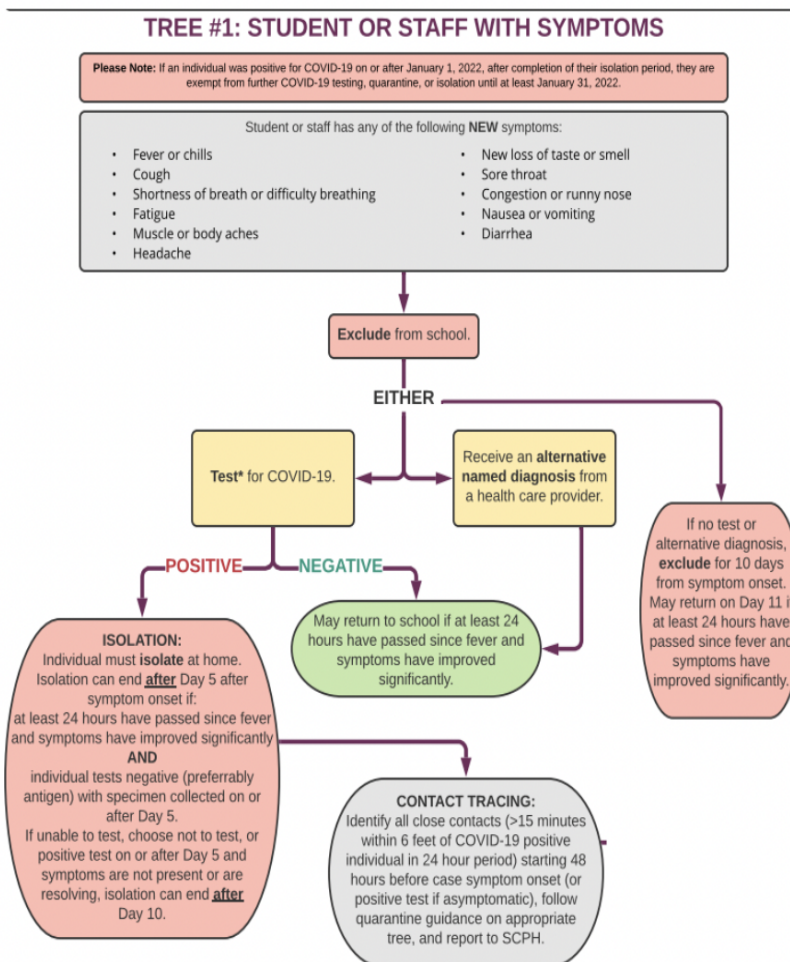 TREE #1: STUDENT OR STAFF WITH SYMPTOMS
Please Note: If an individual was positive for COVID-19 on or after January 1, 2022, after completion of their isolation period, they are
exempt from further COVID-19 testing, quarantine, or isolation until at least January 31, 2022.
Student or staff has any of the following NEW symptoms:
• Fever or chills
• Cough
• Shortness of breath or difficulty breathing
• Fatigue
• Muscle or body aches
• Headache
• New loss of taste or smell
• Sore throat
• Congestion or runny nose
• Nausea or vomiting
• Diarrhea
Exclude from school.
EITHER
Test* for COVID-19.
Receive an alternative
named diagnosis from
a health care provider.
If no test or
alternative diagnosis,
exclude for 10 days
from symptom onset.
May return on Day 11
at least 24 hours have
passed since fever and
symptoms have
improved significantly.
POSITIVE
NEGATIVE
May return to school if at least 24
hours have passed since fever and
symptoms have improved
significantly.
ISOLATION:
Individual must isolate at home.
Isolation can end after Day 5 after
symptom onset if:
at least 24 hours have passed since fever
and symptoms have improved significantly
AND
individual tests negative (preferrably
antigen) with specimen collected on or
after Day 5.
If unable to test, choose not to test, or
positive test on or after Day 5 and
symptoms are not present or are
resolving, isolation can end after
Day 10.
CONTACT TRACING:
Identify all close contacts (>15 minutes
within 6 feet of COVID-19 positive
individual in 24 hour period) starting 48
hours before case symptom onset (or
positive test if asymptomatic), follow
quarantine guidance on appropriate
tree, and report to SCPH.